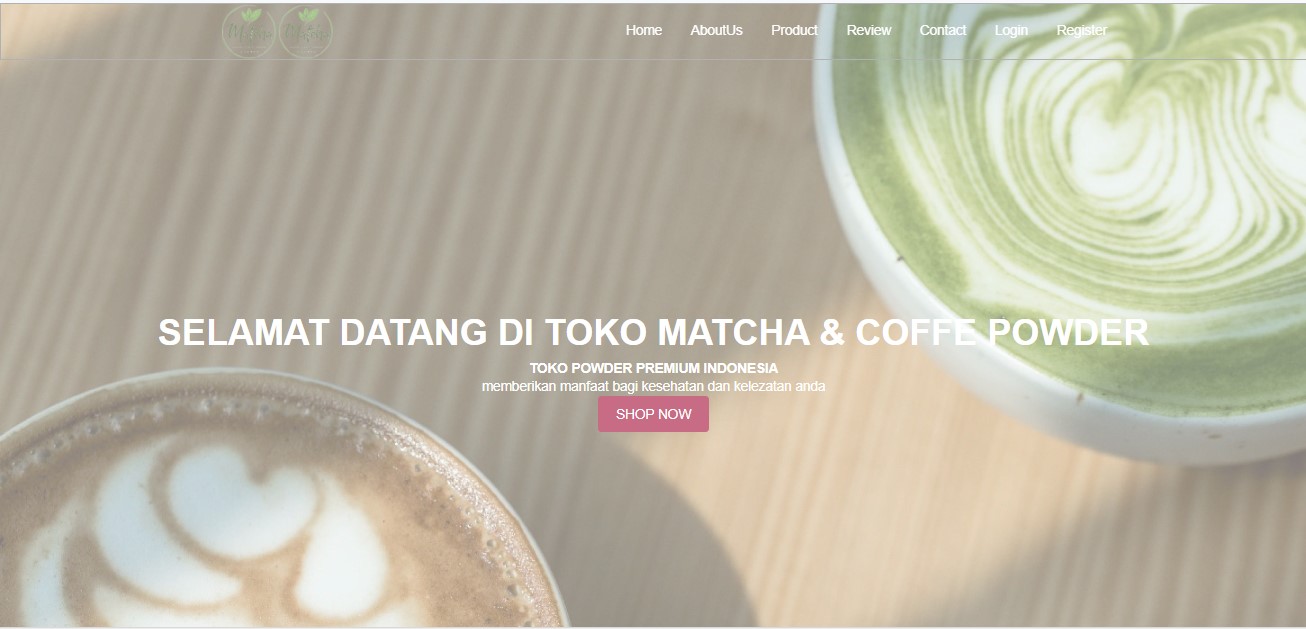 Home AboutUs Product Review Contact Login Register
SELAMAT DATANG DI TOKO MATCHA & COFFE POWDER
TOKO POWDER PREMIUM INDONESIA
memberikan manfaat bagi kesehatan dan kelezatan anda
SHOP NOW